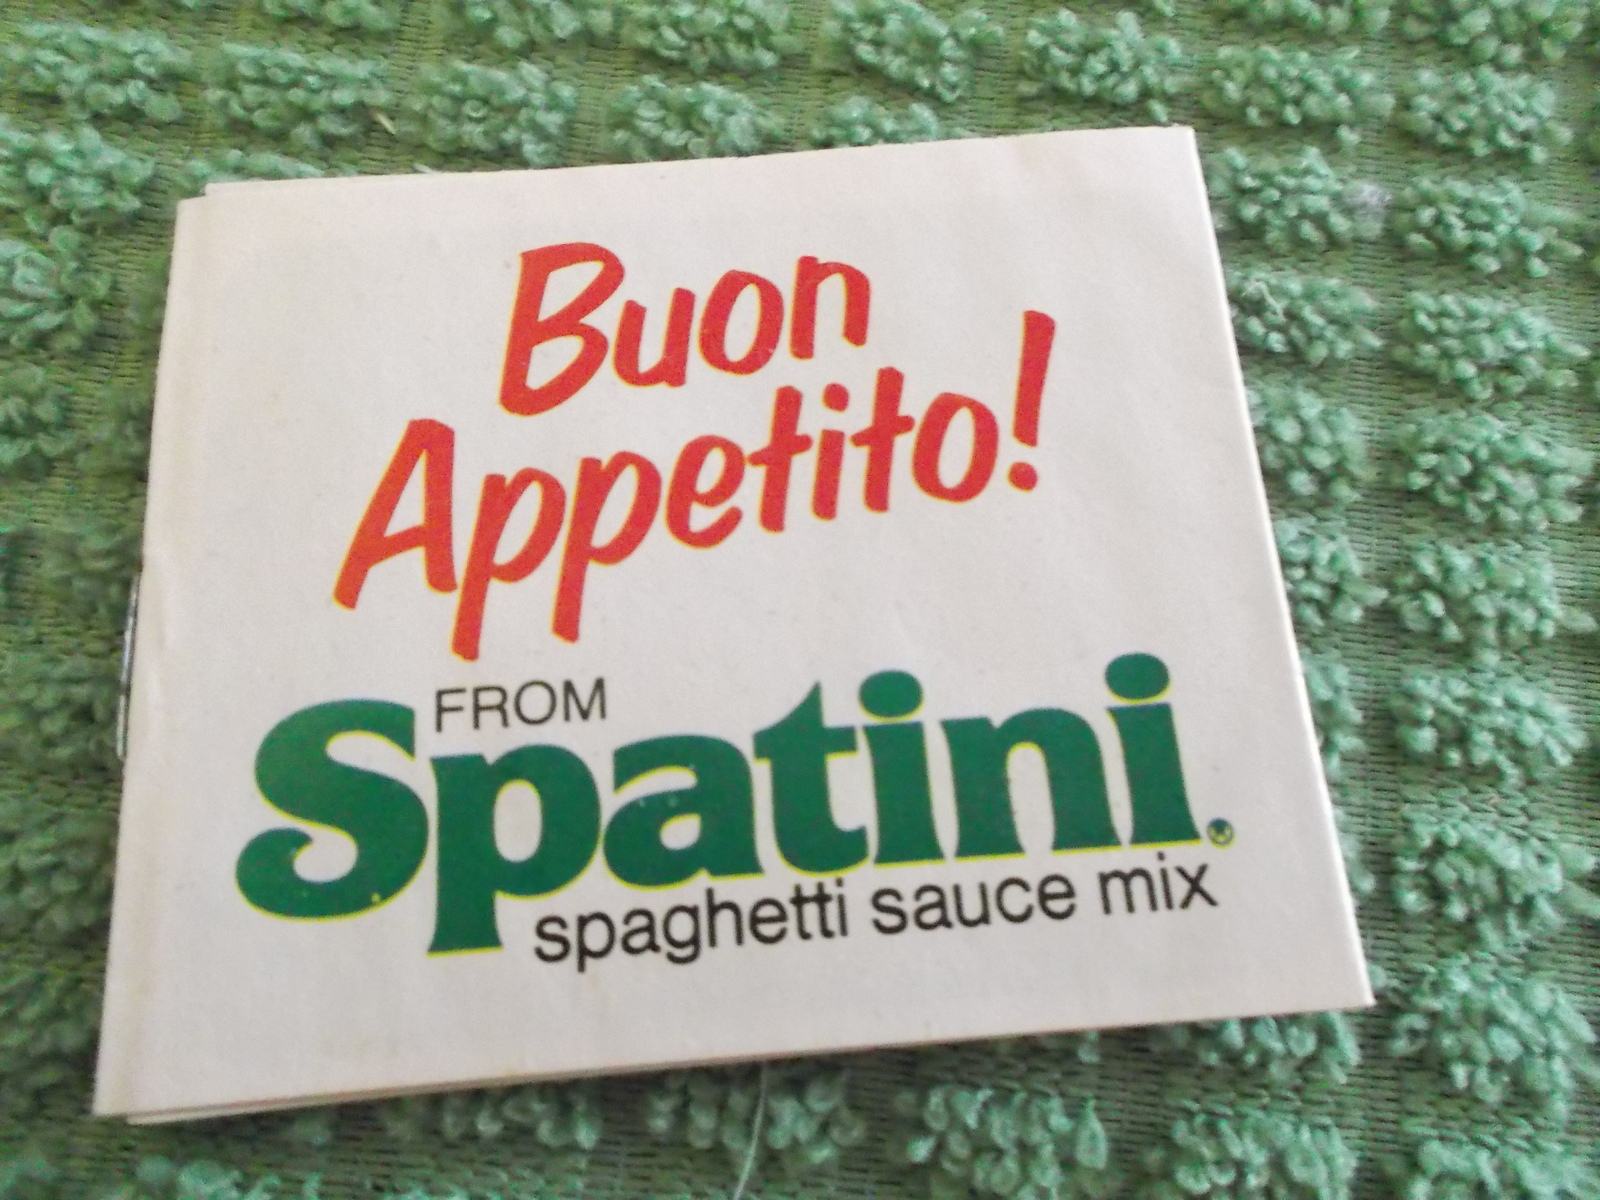 Buon
Appetito!
FROM
Spatini®
spaghetti sauce mix